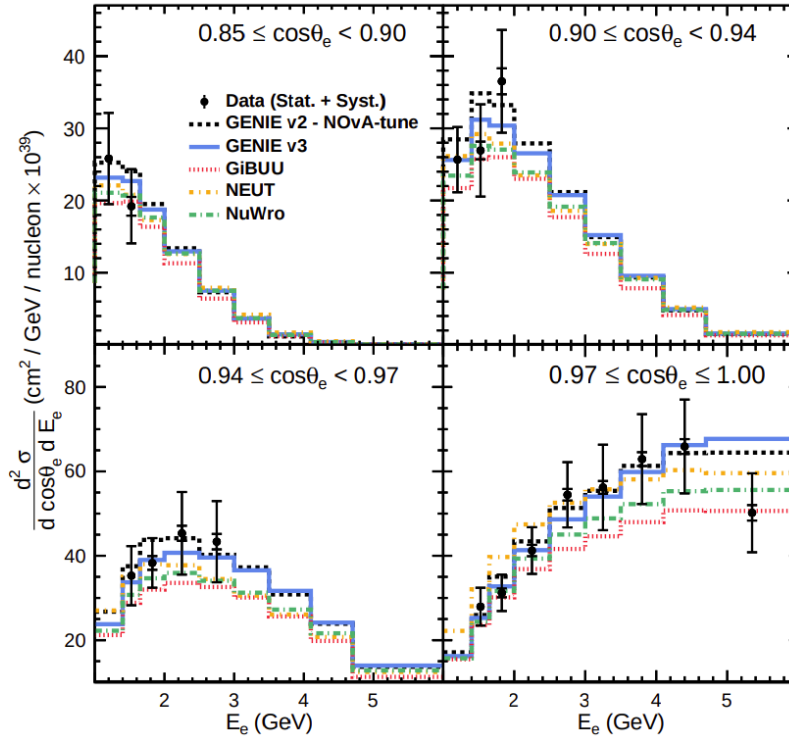 0.85 ≤ cosθe < 0.90
0.90 ≤ cosθe < 0.94
Data (Stat. + Syst.)
GENIE v2 - NOvA-tune
GENIE v3
GiBUU
NEUT
NuWro
40
30
20
10
0.94 ≤ cosθe < 0.97
0.97 ≤ cosθe ≤ 1.00
80
60
40
20
d² σ
d cosθe d Ee
(cm² / GeV / nucleon × 10³⁹)
2 3 4 5
2 3 4 5
Ee (GeV)
Ee (GeV)